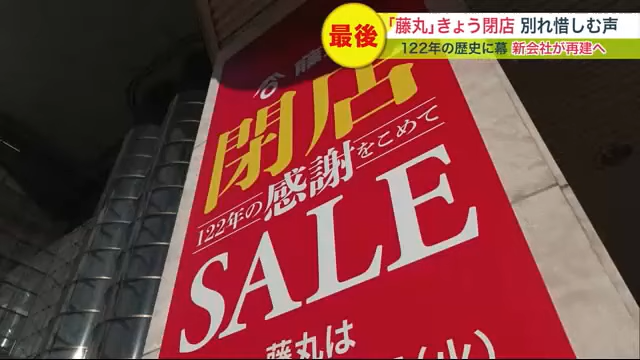 最後
「藤丸」きょう閉店 別れ惜しむ声
122年の歴史に幕 新会社が再建へ
藤
閉店
122年の感謝をこめて
SALE
藤丸は
(火)